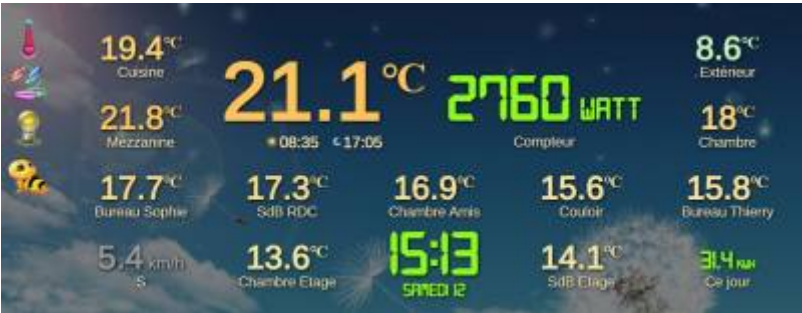 19.4°C
Cuisine
21.1°C
08:35 17:05
2760 WATT
Compteur
8.6°C
Extérieur
21.8°C
Mezzanine
18°C
Chambre
17.7°C
Bureau Sophie
17.3°C
SdB RDC
16.9°C
Chambre Amis
15.6°C
Couloir
15.8°C
Bureau Thierry
5.4 km/h
S
13.6°C
Chambre Etage
15:13
SAMEDI 12
14.1°C
SdB Etage
31.4 KWH
Ce jour